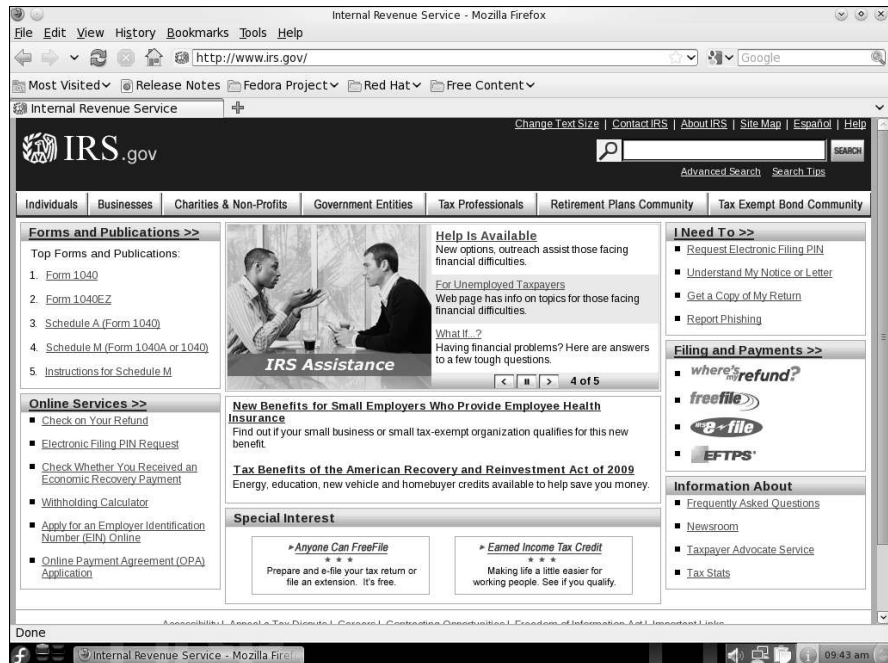 Internal Revenue Service - Mozilla Firefox
File Edit View History Bookmarks Tools Help
http://www.irs.gov/
Google
Most Visited Release Notes Fedora Project Red Hat Free Content
Internal Revenue Service
Change Text Size | Contact IRS | About IRS | Site Map | Español | Help
IRS.gov
SEARCH
Advanced Search Search Tips
Individuals Businesses Charities & Non-Profits Government Entities Tax Professionals Retirement Plans Community Tax Exempt Bond Community
Forms and Publications >>
Top Forms and Publications:
1. Form 1040
2. Form 1040EZ
3. Schedule A (Form 1040)
4. Schedule M (Form 1040A or 1040)
5. Instructions for Schedule M
Online Services >>
Check on Your Refund
Electronic Filing PIN Request
Check Whether You Received an
Economic Recovery Payment
Withholding Calculator
Apply for an Employer Identification
Number (EIN) Online
Online Payment Agreement (OPA)
Application
IRS Assistance
Help Is Available
New options, outreach assist those facing
financial difficulties.
For Unemployed Taxpayers
Web page has info on topics for those facing
financial difficulties.
What If...?
Having financial problems? Here are answers
to a few tough questions.
< II > 4 of 5
New Benefits for Small Employers Who Provide Employee Health
Insurance
Find out if your small business or small tax-exempt organization qualifies for this new
benefit.
Tax Benefits of the American Recovery and Reinvestment Act of 2009
Energy, education, new vehicle and homebuyer credits available to help save you money.
Special Interest
Anyone Can FreeFile
★ ★ ★
Prepare and e-file your tax return or
file an extension. It's free.
Earned Income Tax Credit
★ ★ ★
Making life a little easier for
working people. See if you qualify.
I Need To >>
Request Electronic Filing PIN
Understand My Notice or Letter
Get a Copy of My Return
Report Phishing
Filing and Payments >>
where's my refund?
freefile
IRS e-file
EFTPS
Information About
Frequently Asked Questions
Newsroom
Taxpayer Advocate Service
Tax Stats
Accessibility | Appeal a Tax Dispute | Careers | Contracting Opportunities | Freedom of Information Act | Important Links
Done
Internal Revenue Service - Mozilla Firef
09:43 am